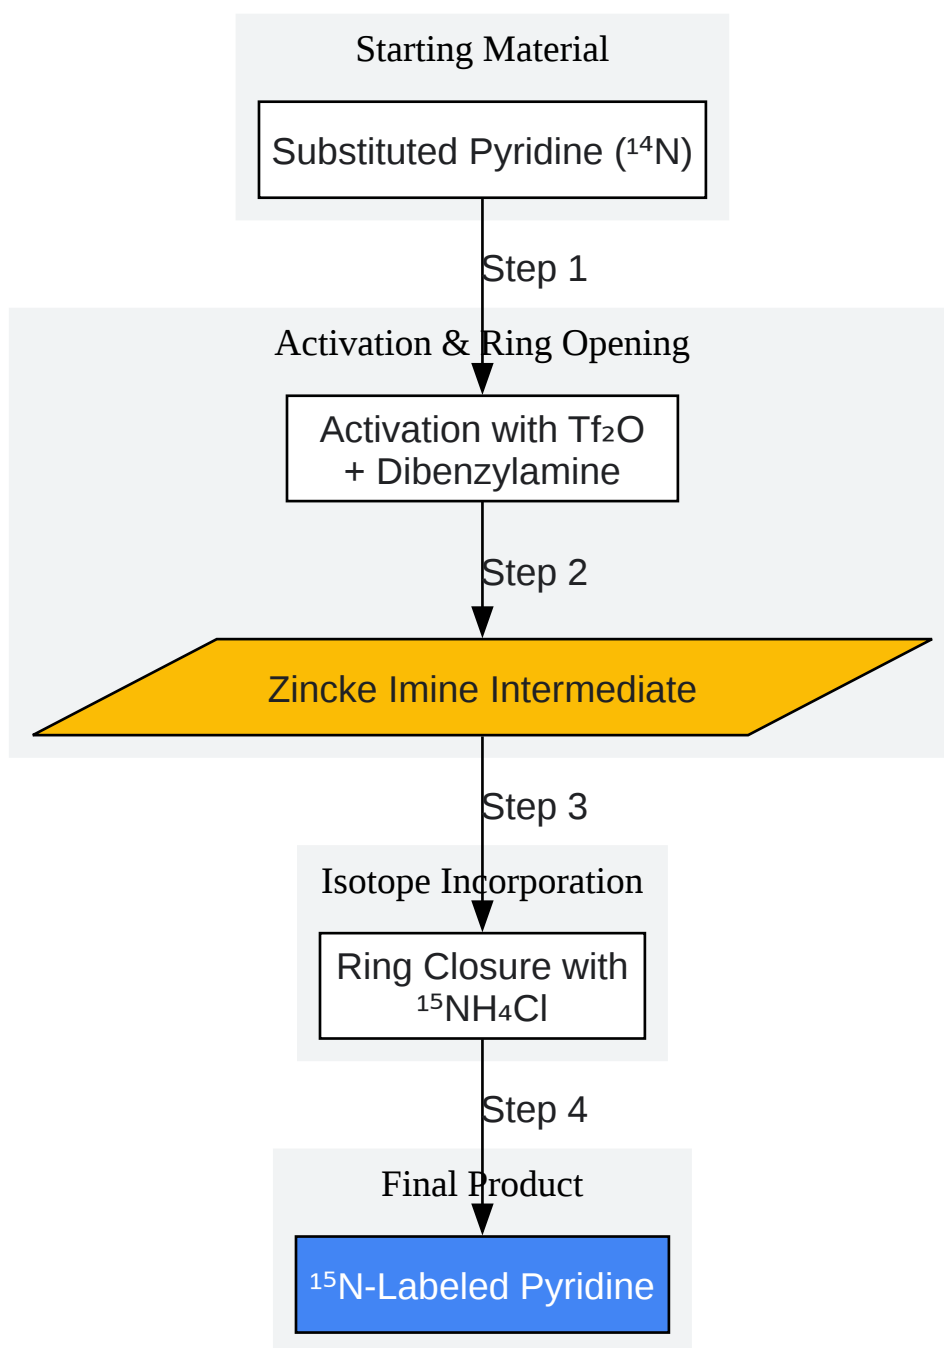 Starting Material
Substituted Pyridine (¹⁴N)
Step 1
Activation & Ring Opening
Activation with Tf₂O
+ Dibenzylamine
Step 2
Zincke Imine Intermediate
Step 3
Isotope Incorporation
Ring Closure with
¹⁵NH₄Cl
Step 4
Final Product
¹⁵N-Labeled Pyridine